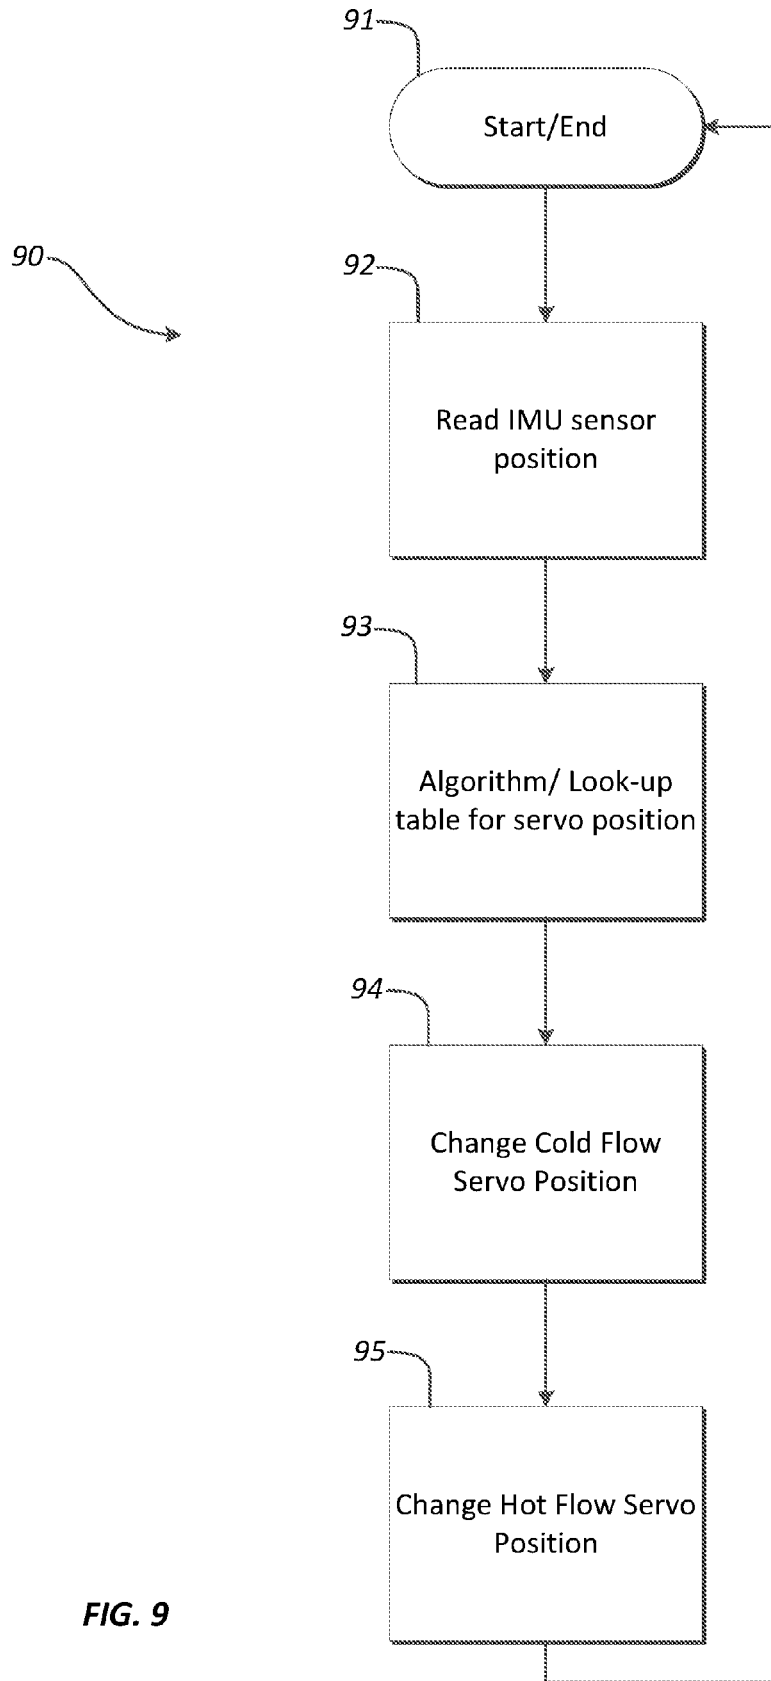 91
Start/End
90
92
Read IMU sensor
position
93
Algorithm/ Look-up
table for servo position
94
Change Cold Flow
Servo Position
95
Change Hot Flow Servo
Position
FIG. 9